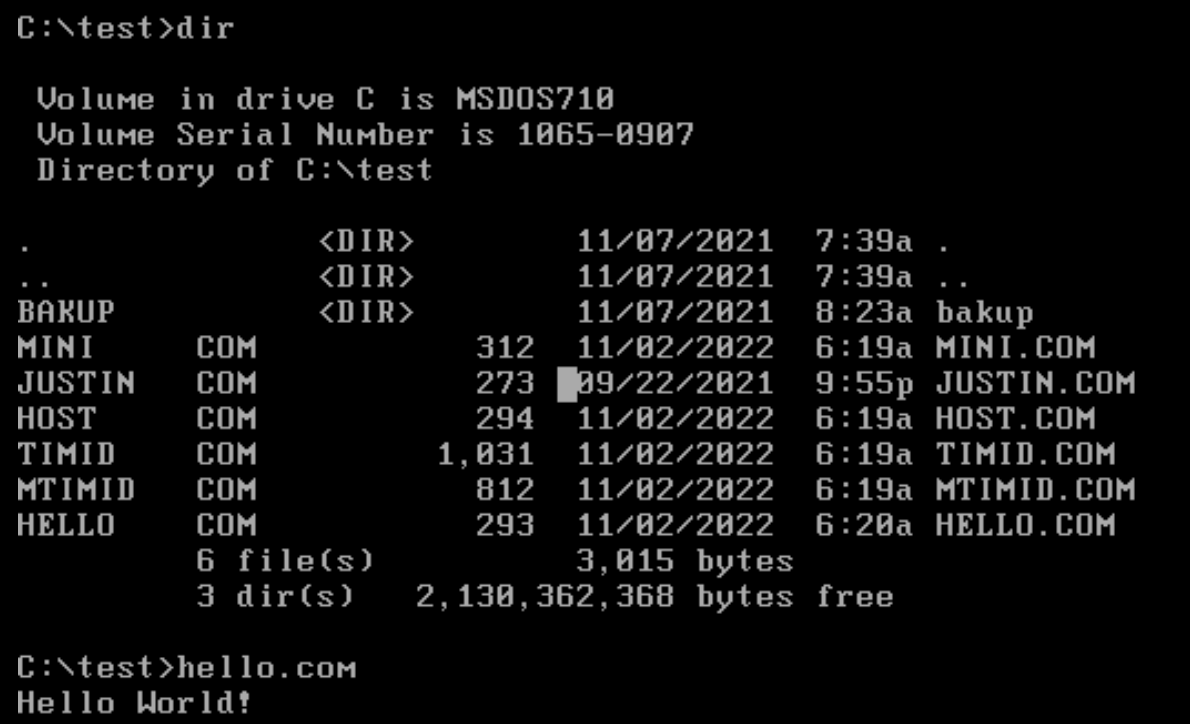 C:\test>dir
Volume in drive C is MSDOS710
Volume Serial Number is 1065-0907
Directory of C:\test
. <DIR> 11/07/2021 7:39a .
.. <DIR> 11/07/2021 7:39a ..
BAKUP <DIR> 11/07/2021 8:23a bakup
MINI COM 312 11/02/2022 6:19a MINI.COM
JUSTIN COM 273 09/22/2021 9:55p JUSTIN.COM
HOST COM 294 11/02/2022 6:19a HOST.COM
TIMID COM 1,031 11/02/2022 6:19a TIMID.COM
MTIMID COM 812 11/02/2022 6:19a MTIMID.COM
HELLO COM 293 11/02/2022 6:20a HELLO.COM
6 file(s) 3,015 bytes
3 dir(s) 2,130,362,368 bytes free
C:\test>hello.com
Hello World!